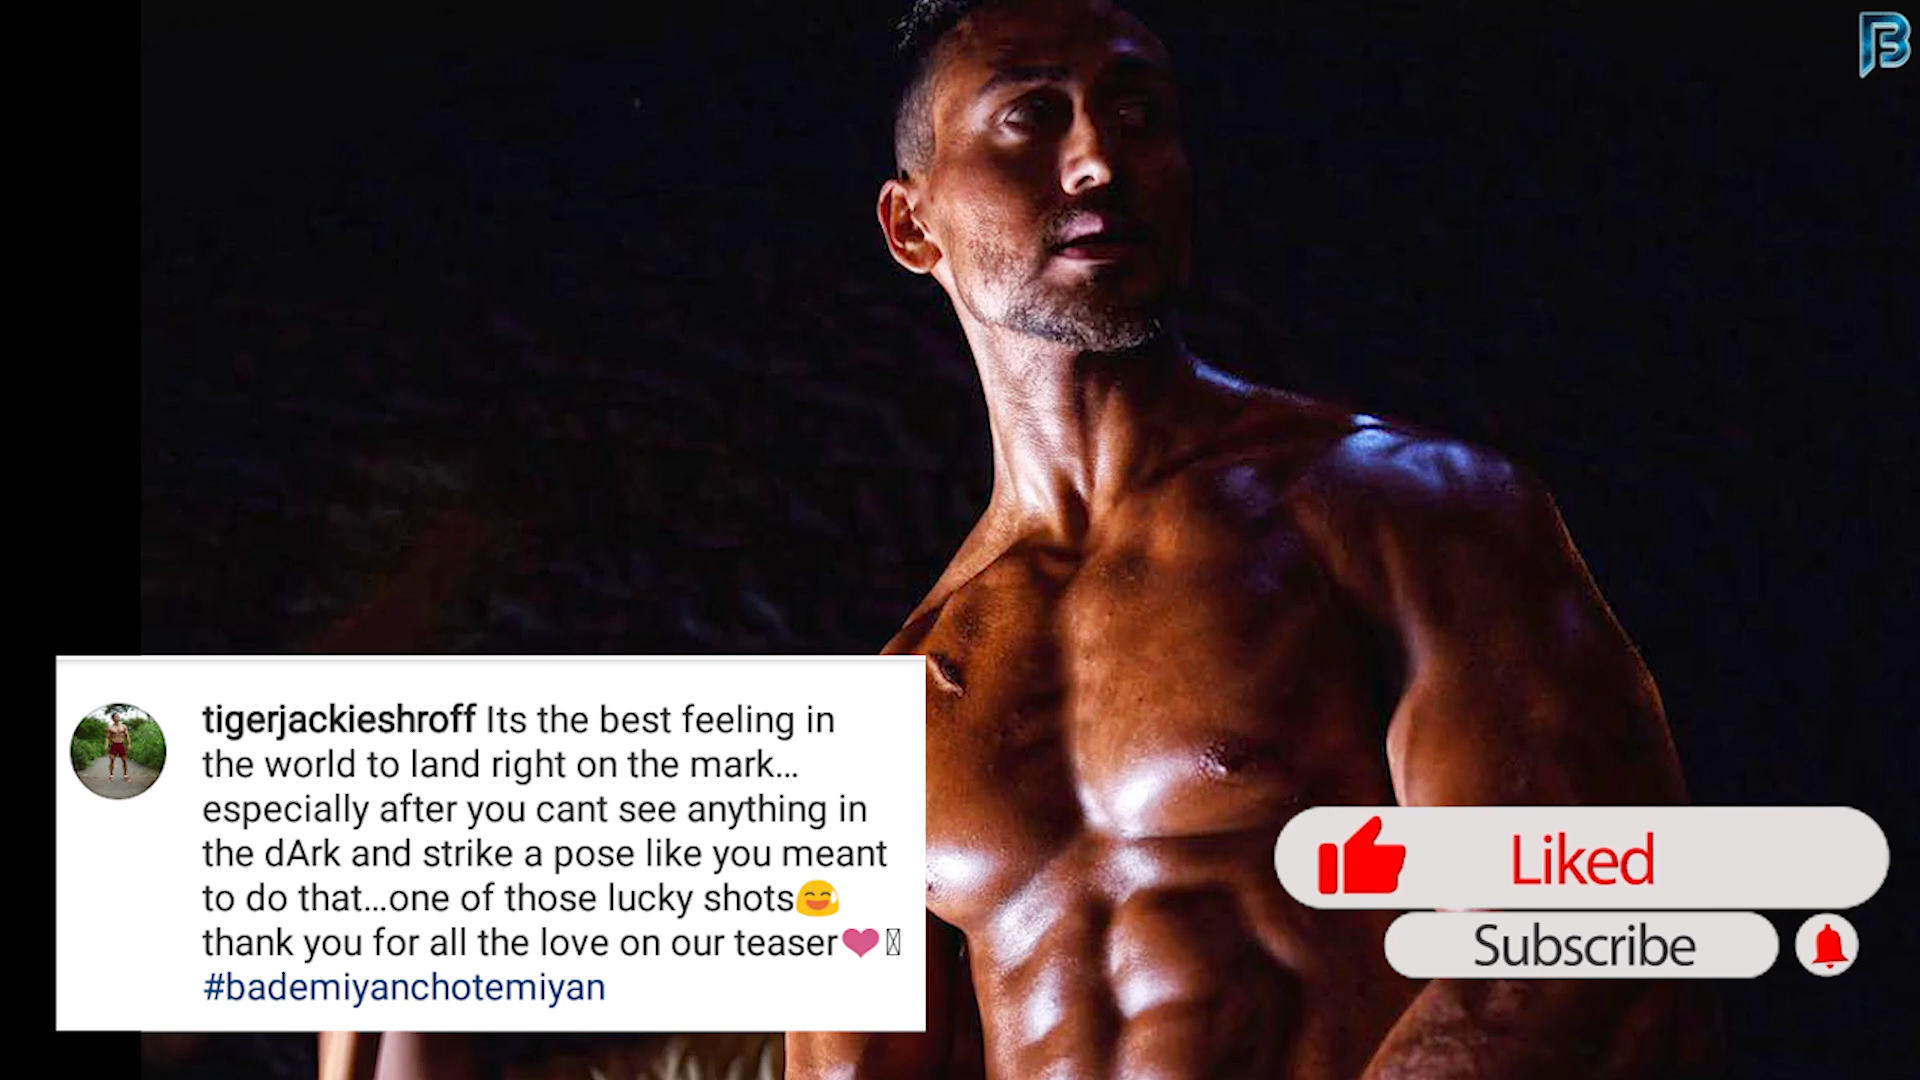 tigerjackieshroff Its the best feeling in
the world to land right on the mark...
especially after you cant see anything in
the dArk and strike a pose like you meant
to do that...one of those lucky shots😅
thank you for all the love on our teaser❤
#bademiyanchotemiyan
Liked
Subscribe